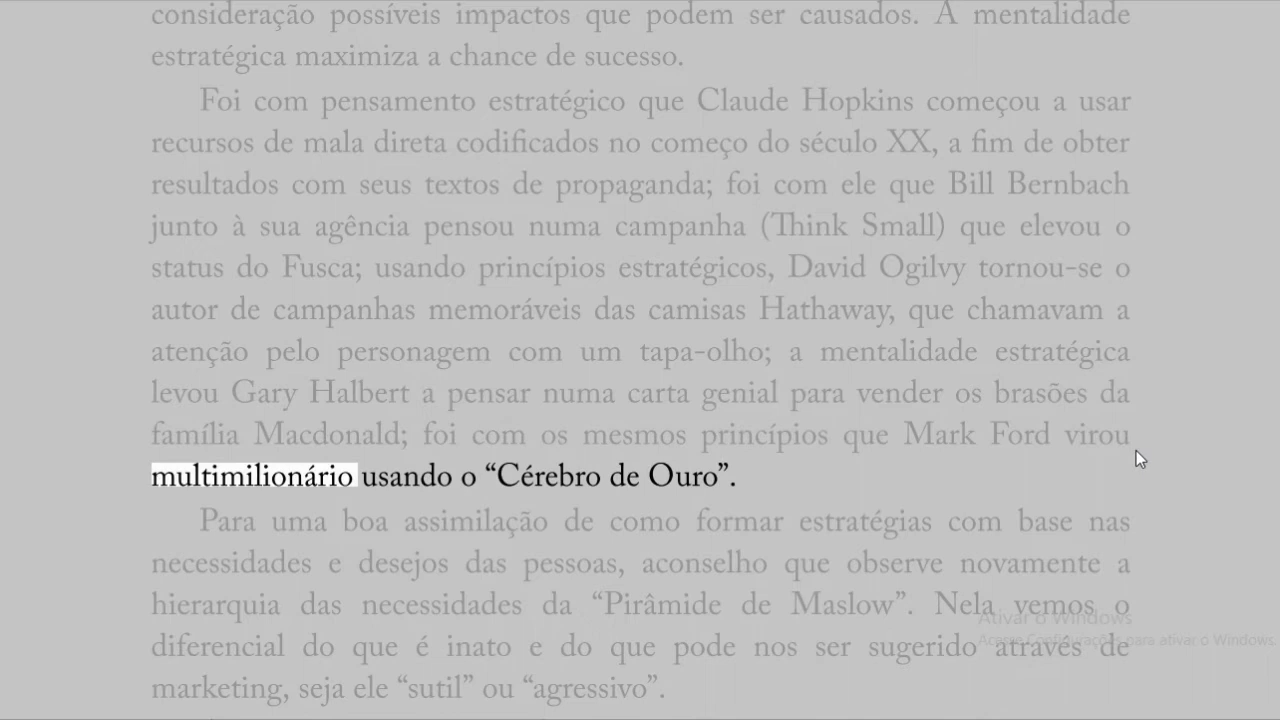 consideração possíveis impactos que podem ser causados. A mentalidade
estratégica maximiza a chance de sucesso.
Foi com pensamento estratégico que Claude Hopkins começou a usar
recursos de mala direta codificados no começo do século XX, a fim de obter
resultados com seus textos de propaganda; foi com ele que Bill Bernbach
junto à sua agência pensou numa campanha (Think Small) que elevou o
status do Fusca; usando princípios estratégicos, David Ogilvy tornou-se o
autor de campanhas memoráveis das camisas Hathaway, que chamavam a
atenção pelo personagem com um tapa-olho; a mentalidade estratégica
levou Gary Halbert a pensar numa carta genial para vender os brasões da
família Macdonald; foi com os mesmos princípios que Mark Ford virou
multimilionário usando o “Cérebro de Ouro”.
Para uma boa assimilação de como formar estratégias com base nas
necessidades e desejos das pessoas, aconselho que observe novamente a
hierarquia das necessidades da “Pirâmide de Maslow”. Nela vemos o
diferencial do que é inato e do que pode nos ser sugerido através de
marketing, seja ele “sutil” ou “agressivo”.
Ativar o Windows
Acesse Configurações para ativar o Windows.